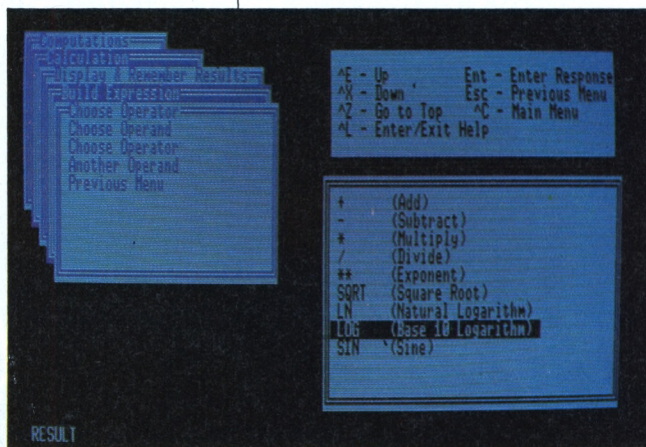 Computations
Calculation
Display & Remember Results
Build Expression
Choose Operator
Choose Operand
Choose Operator
Another Operand
Previous Menu
^E - Up Ent - Enter Response
^X - Down Esc - Previous Menu
^Z - Go to Top ^C - Main Menu
^L - Enter/Exit Help
+ (Add)
- (Subtract)
* (Multiply)
/ (Divide)
** (Exponent)
SQRT (Square Root)
LN (Natural Logarithm)
LOG (Base 10 Logarithm)
SIN (Sine)
RESULT